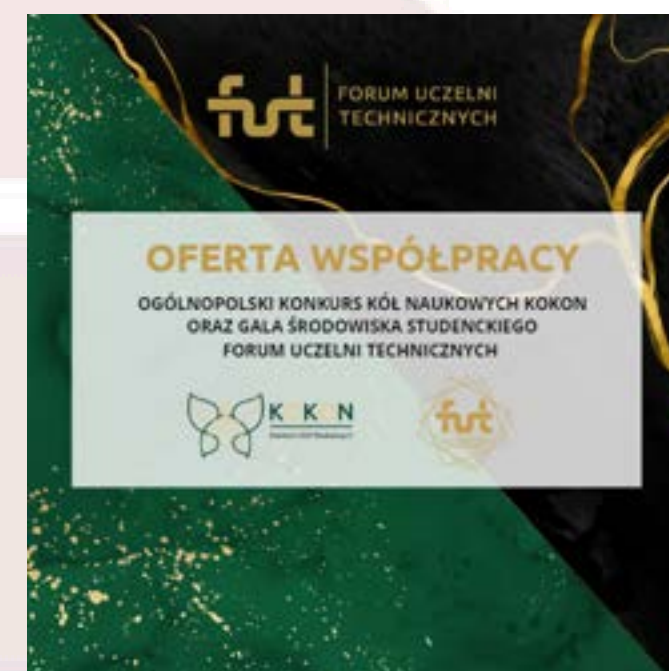 fut
FORUM UCZELNI
TECHNICZNYCH
OFERTA WSPÓŁPRACY
OGÓLNOPOLSKI KONKURS KÓŁ NAUKOWYCH KOKON
ORAZ GALA ŚRODOWISKA STUDENCKIEGO
FORUM UCZELNI TECHNICZNYCH
KOKON
fut